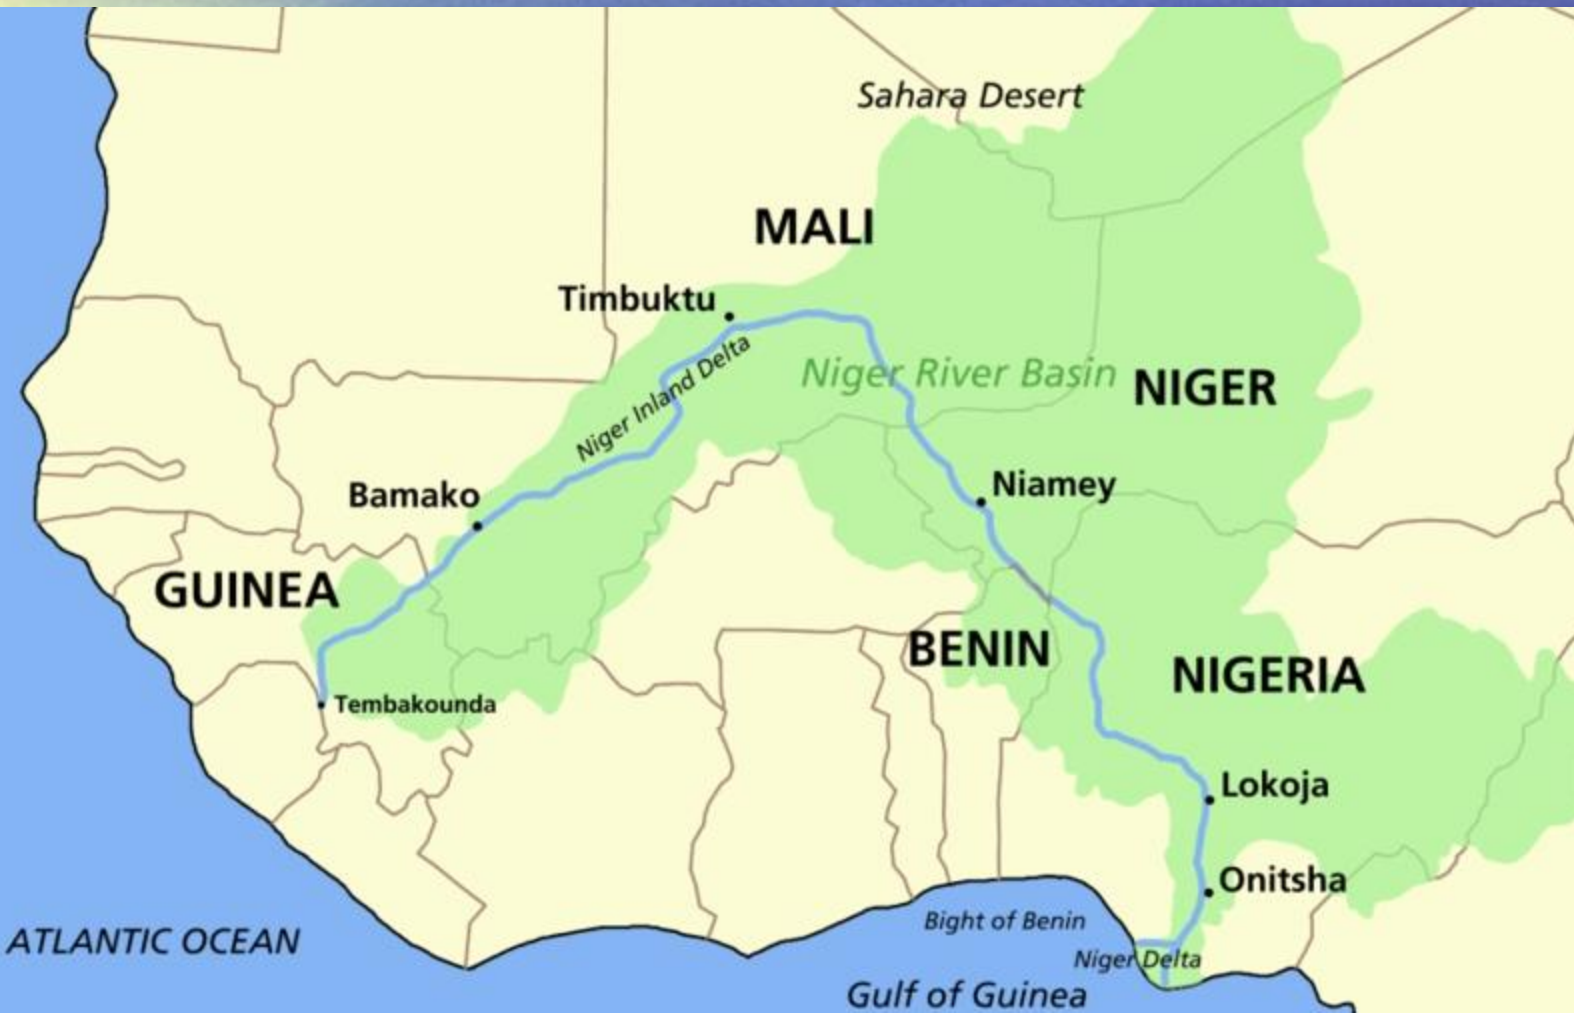 Sahara Desert
MALI
Timbuktu
Niger Inland Delta
Niger River Basin
NIGER
Bamako
Niamey
GUINEA
BENIN
NIGERIA
Tembakounda
Lokoja
Onitsha
Bight of Benin
ATLANTIC OCEAN
Niger Delta
Gulf of Guinea